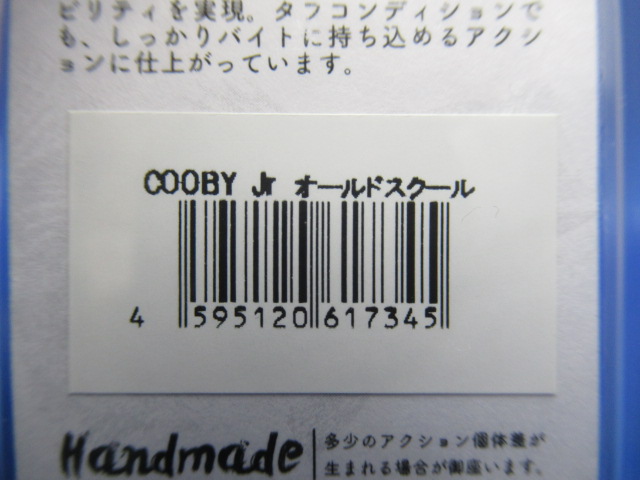 ビリティを実現。タフコンディションで
も、しっかりバイトに持ち込めるアクシ
ョンに仕上がっています。
COOBY Jr オールドスクール
4 595120 617345
Handmade
多少のアクション個体差が
生まれる場合が御座います。